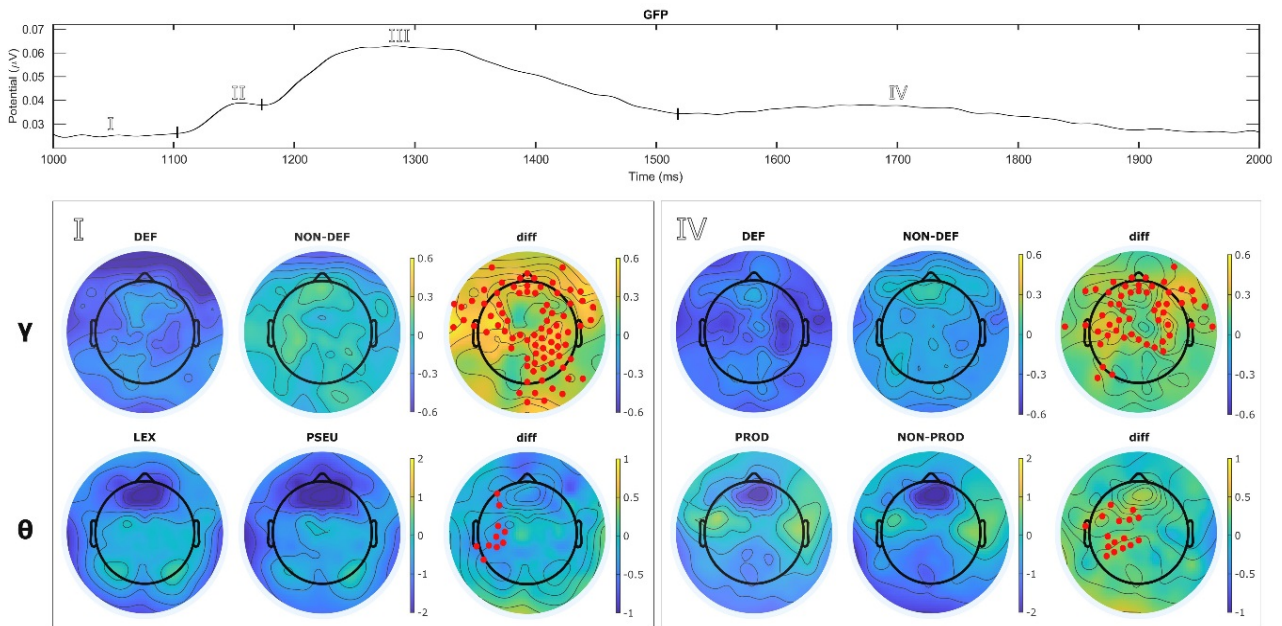 GFP
Potential (μV)
0.07
0.06
0.05
0.04
0.03
I
II
III
IV
1000 1100 1200 1300 1400 1500 1600 1700 1800 1900 2000
Time (ms)
I
DEF NON-DEF diff
0.6 0.6
0.3 0.3
0 0
-0.3 -0.3
-0.6 -0.6
γ
LEX PSEU diff
2 1
1 0.5
0 0
-1 -0.5
-2 -1
θ
IV
DEF NON-DEF diff
0.6 0.6
0.3 0.3
0 0
-0.3 -0.3
-0.6 -0.6
PROD NON-PROD diff
2 1
1 0.5
0 0
-1 -0.5
-2 -1